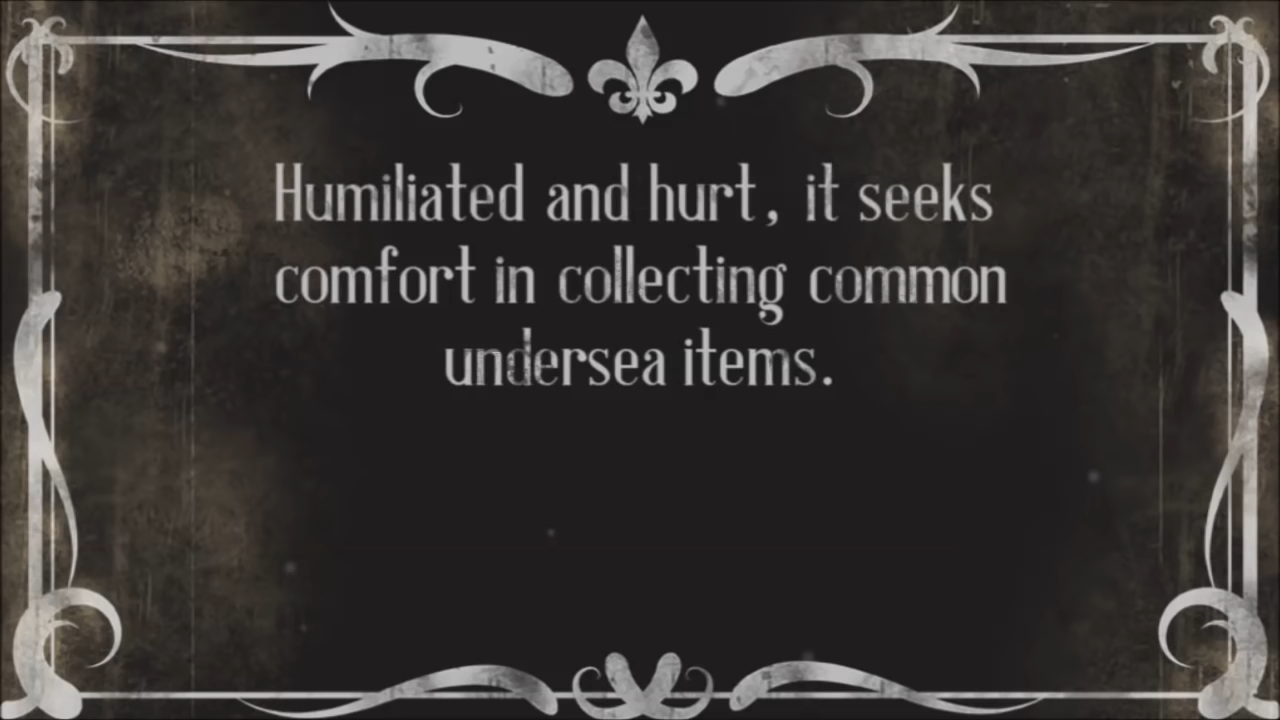 Humiliated and hurt, it seeks
comfort in collecting common
undersea items.